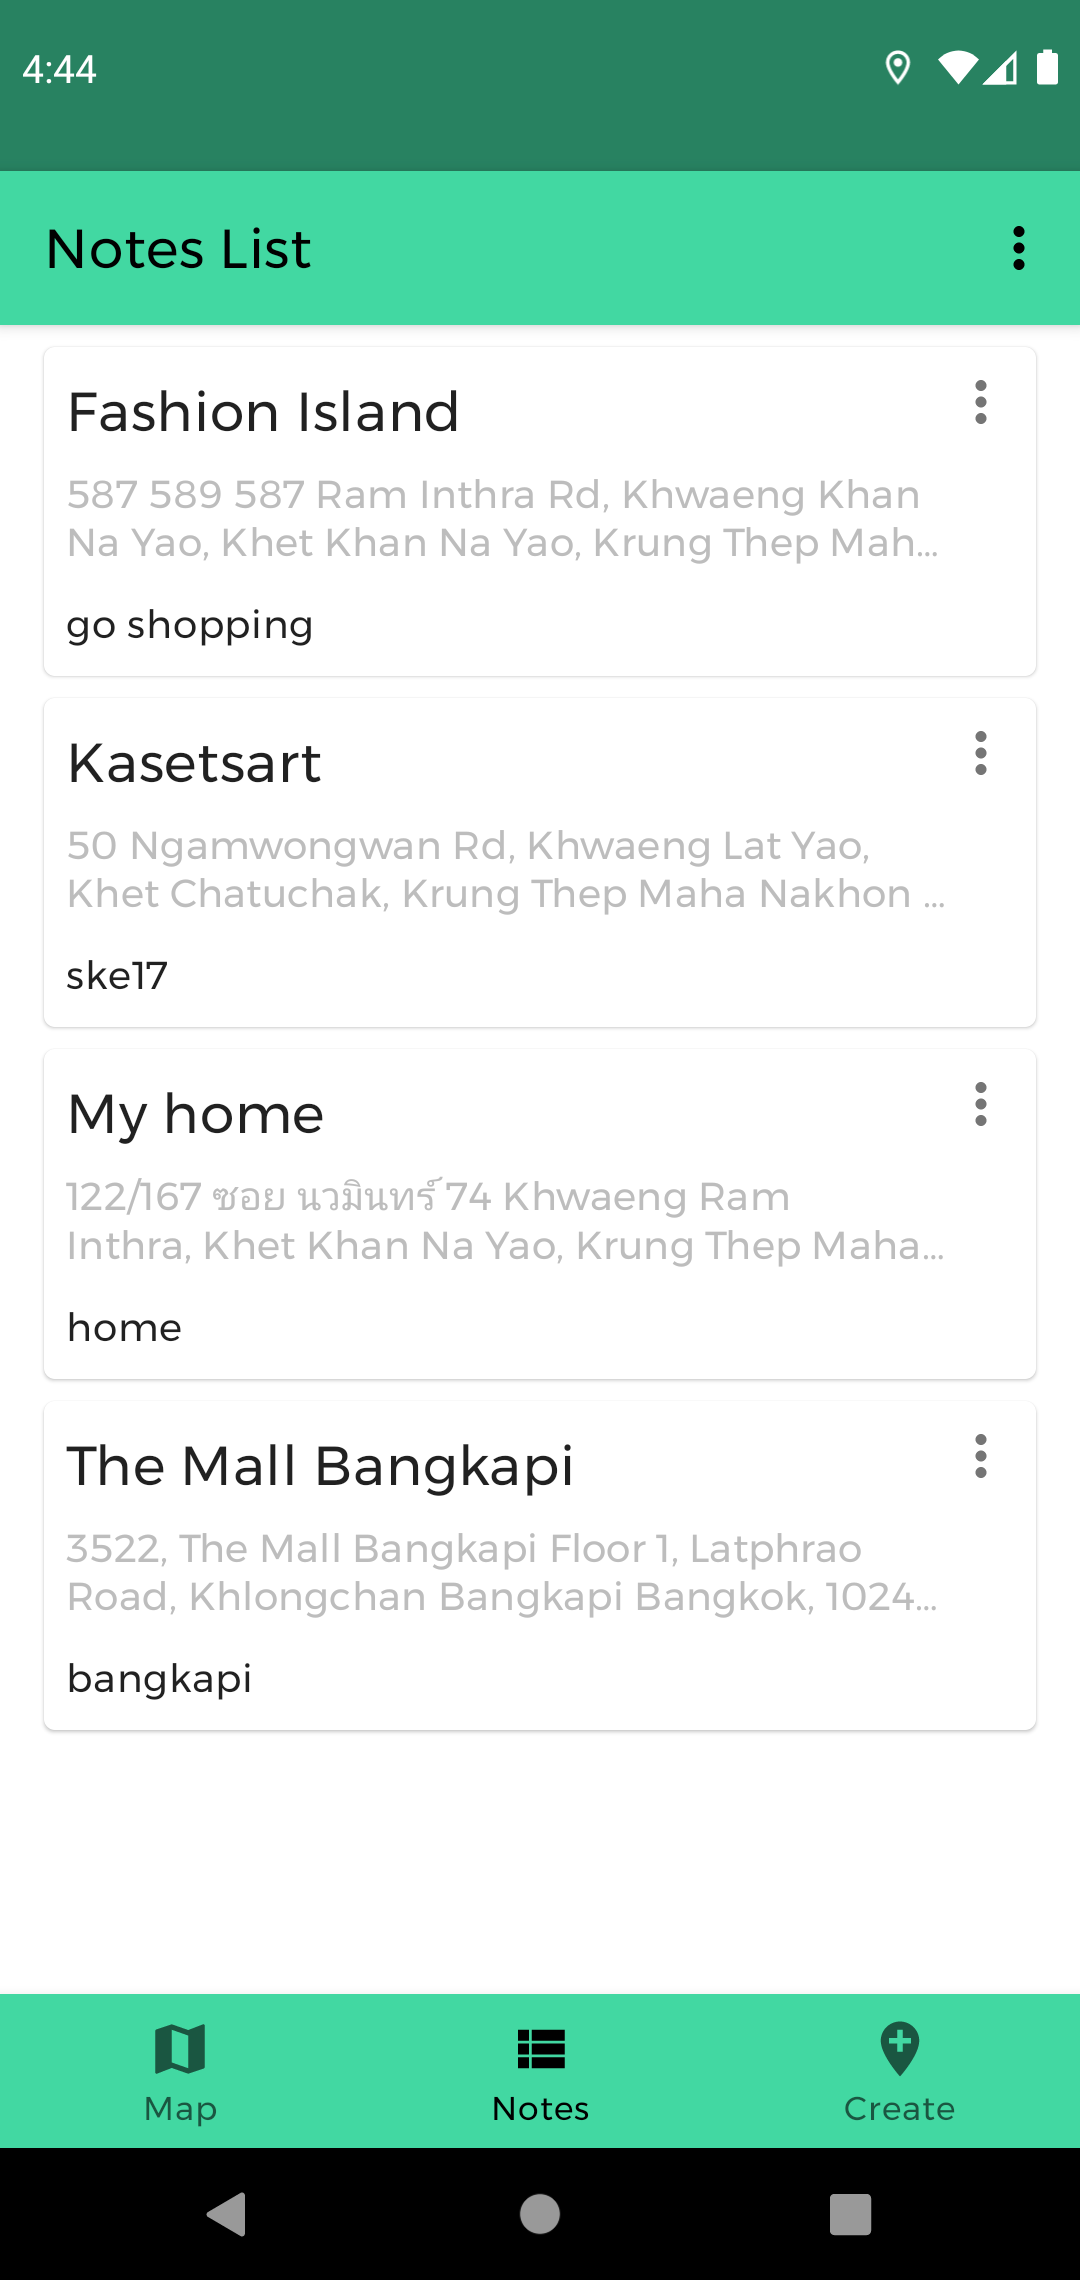 4:44
Notes List
Fashion Island
587 589 587 Ram Inthra Rd, Khwaeng Khan
Na Yao, Khet Khan Na Yao, Krung Thep Mah...
go shopping
Kasetsart
50 Ngamwongwan Rd, Khwaeng Lat Yao,
Khet Chatuchak, Krung Thep Maha Nakhon ...
ske17
My home
122/167 ซอย นวมินทร์ 74 Khwaeng Ram
Inthra, Khet Khan Na Yao, Krung Thep Maha...
home
The Mall Bangkapi
3522, The Mall Bangkapi Floor 1, Latphrao
Road, Khlongchan Bangkapi Bangkok, 1024...
bangkapi
Map
Notes
Create